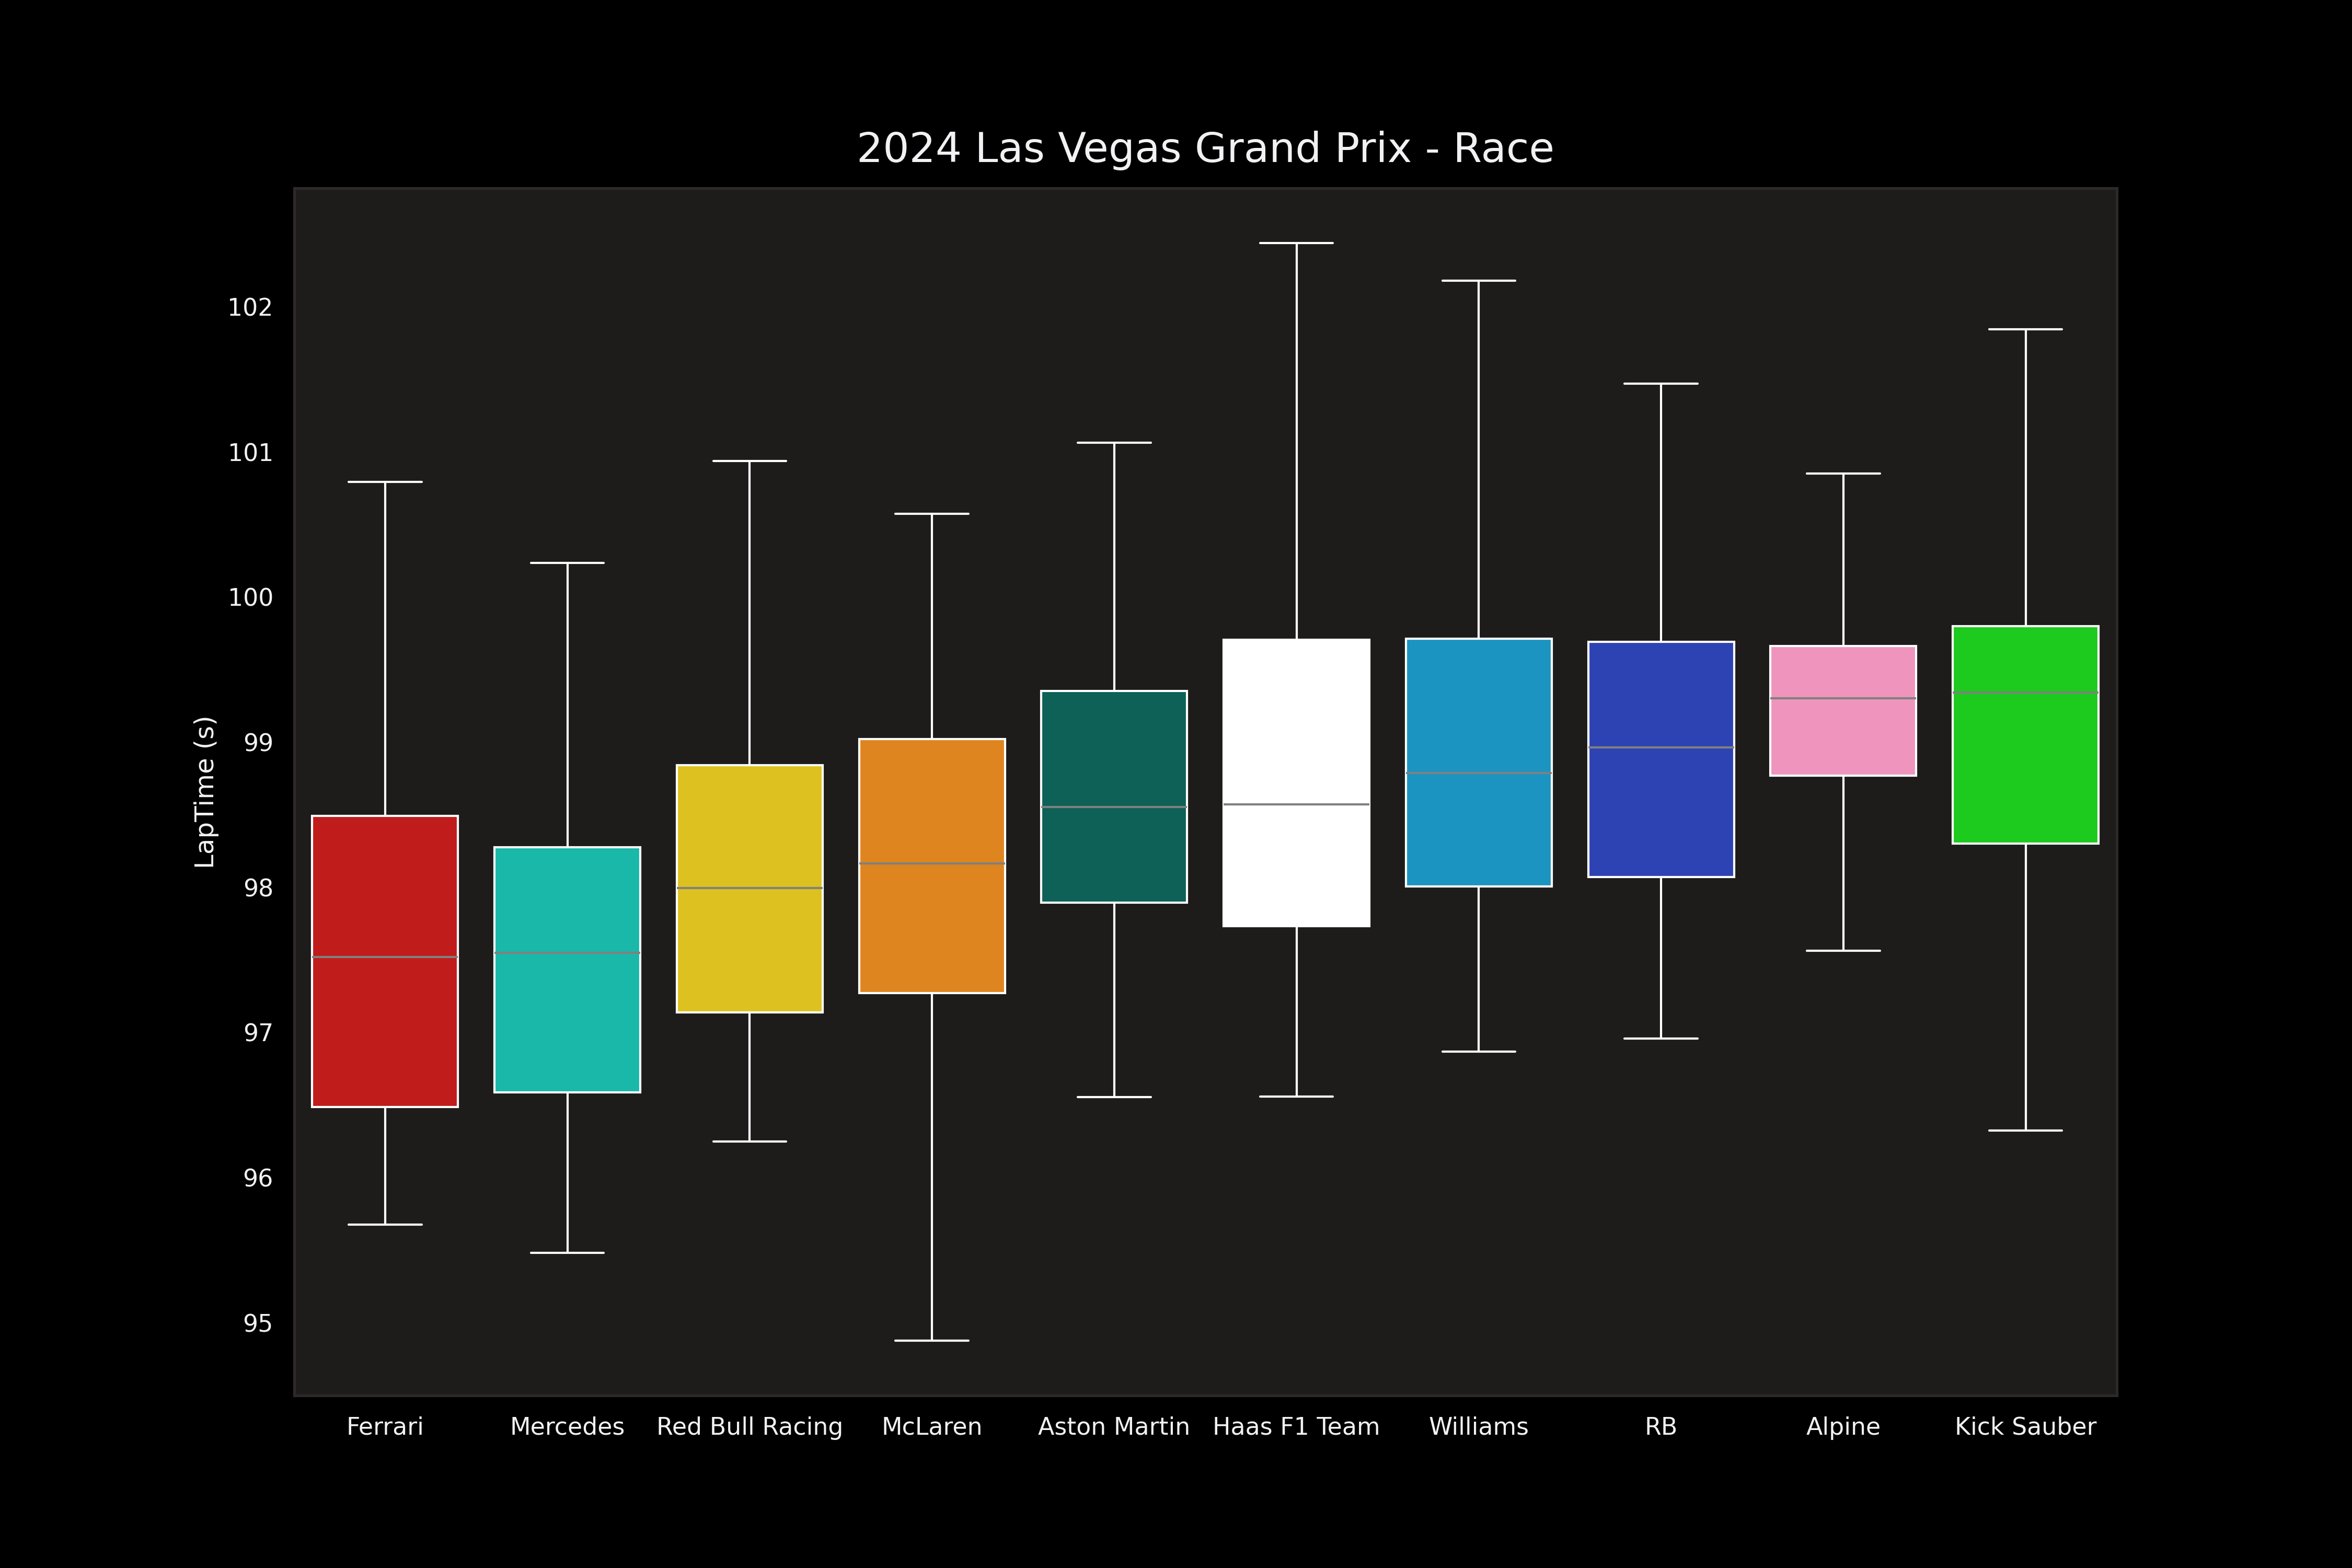 2024 Las Vegas Grand Prix - Race
LapTime (s)
102
101
100
99
98
97
96
95
Ferrari
Mercedes
Red Bull Racing
McLaren
Aston Martin
Haas F1 Team
Williams
RB
Alpine
Kick Sauber